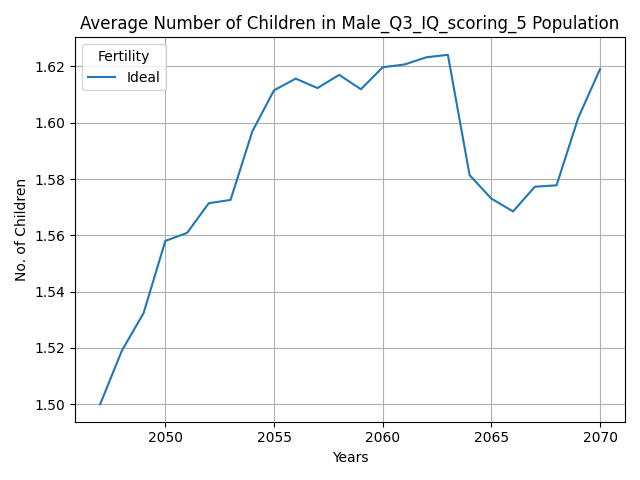 Average Number of Children in Male_Q3_IQ_scoring_5 Population
Fertility
Ideal
No. of Children
1.62
1.60
1.58
1.56
1.54
1.52
1.50
2050
2055
2060
2065
2070
Years